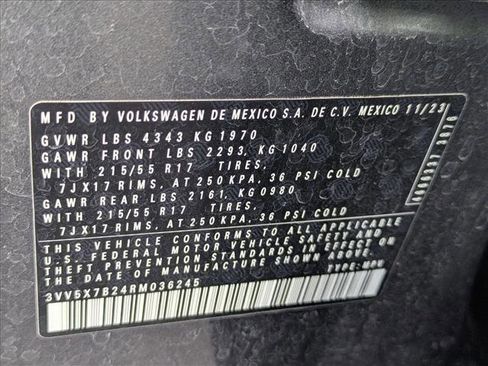 MFD BY VOLKSWAGEN DE MEXICO S.A. DE C.V. MEXICO 11/23
GVWR LBS 4343 KG 1970
GAWR FRONT LBS 2293, KG 1040
WITH 215/55 R17 TIRES,
7JX17 RIMS, AT 250 KPA, 36 PSI COLD
GAWR REAR LBS 2161, KG 0980
WITH 215/55 R17 TIRES,
7JX17 RIMS, AT 250 KPA, 36 PSI COLD
THIS VEHICLE CONFORMS TO ALL APPLICABLE
U.S. FEDERAL MOTOR VEHICLE SAFETY AND
THEFT PREVENTION STANDARDS IN EFFECT ON
THE DATE OF MANUFACTURE SHOWN ABOVE.
3VV5X7B24RM036245 TYPE: MPV